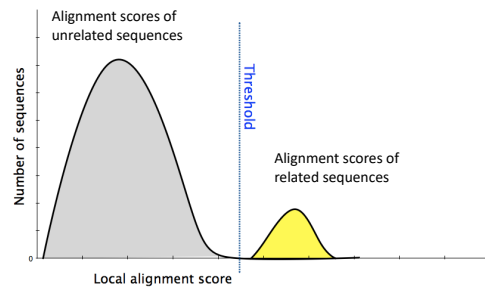 Alignment scores of
unrelated sequences
Threshold
Number of sequences
Alignment scores of
related sequences
0
Local alignment score